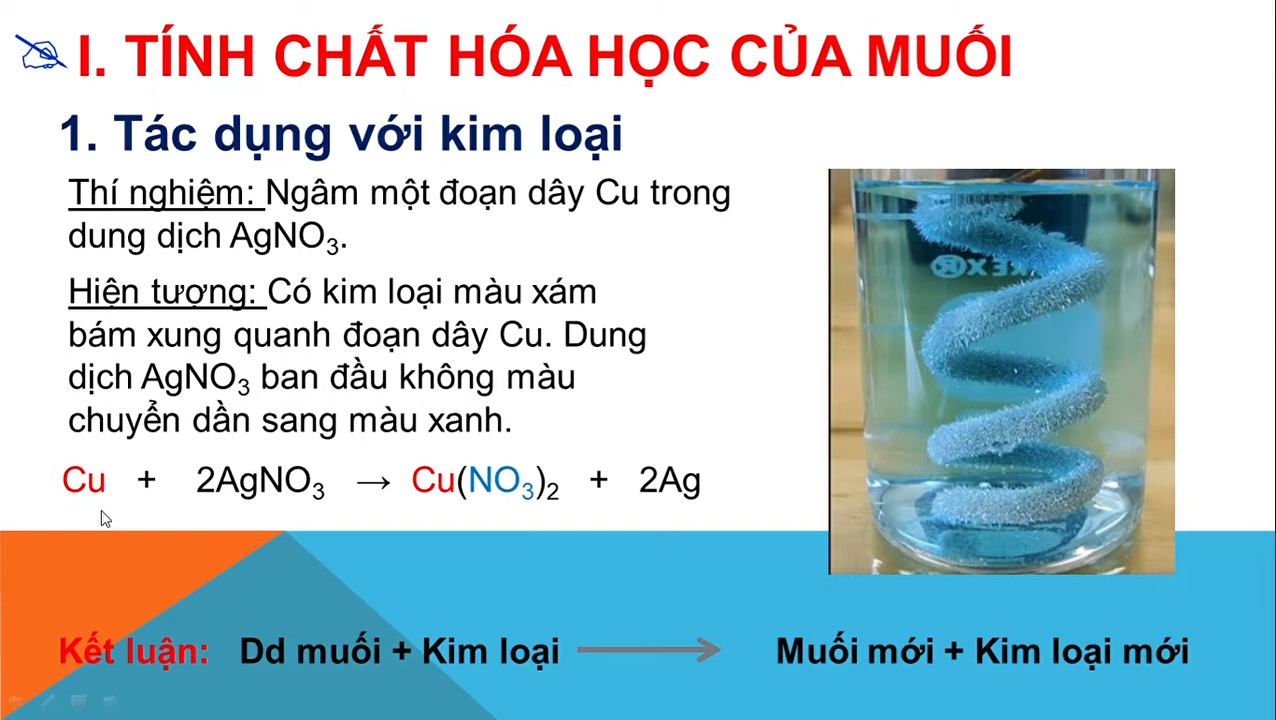 I. TÍNH CHẤT HÓA HỌC CỦA MUỐI
1. Tác dụng với kim loại
Thí nghiệm: Ngâm một đoạn dây Cu trong
dung dịch AgNO₃.
Hiện tượng: Có kim loại màu xám
bám xung quanh đoạn dây Cu. Dung
dịch AgNO₃ ban đầu không màu
chuyển dần sang màu xanh.
Cu + 2AgNO₃ → Cu(NO₃)₂ + 2Ag
Kết luận: Dd muối + Kim loại → Muối mới + Kim loại mới